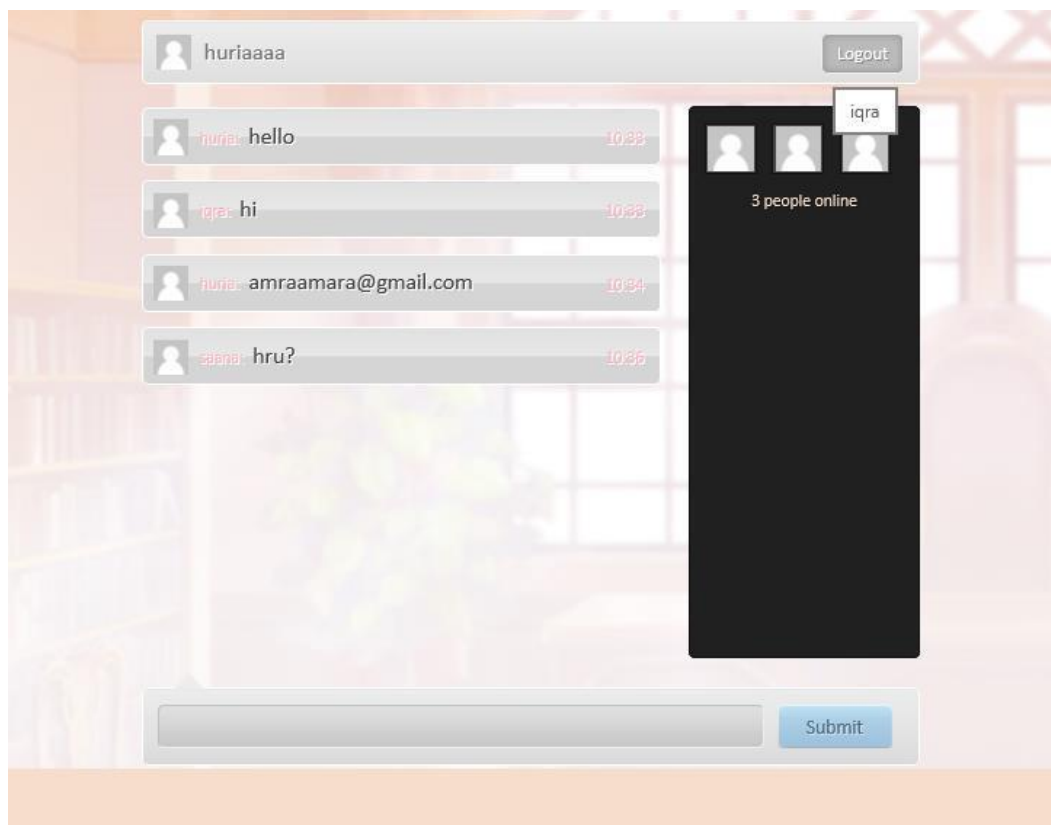 huriaaaa Logout
iqra
huria: hello 10:33
iqra: hi 10:33
3 people online
huria: amraamara@gmail.com 10:34
saana: hru? 10:36
Submit